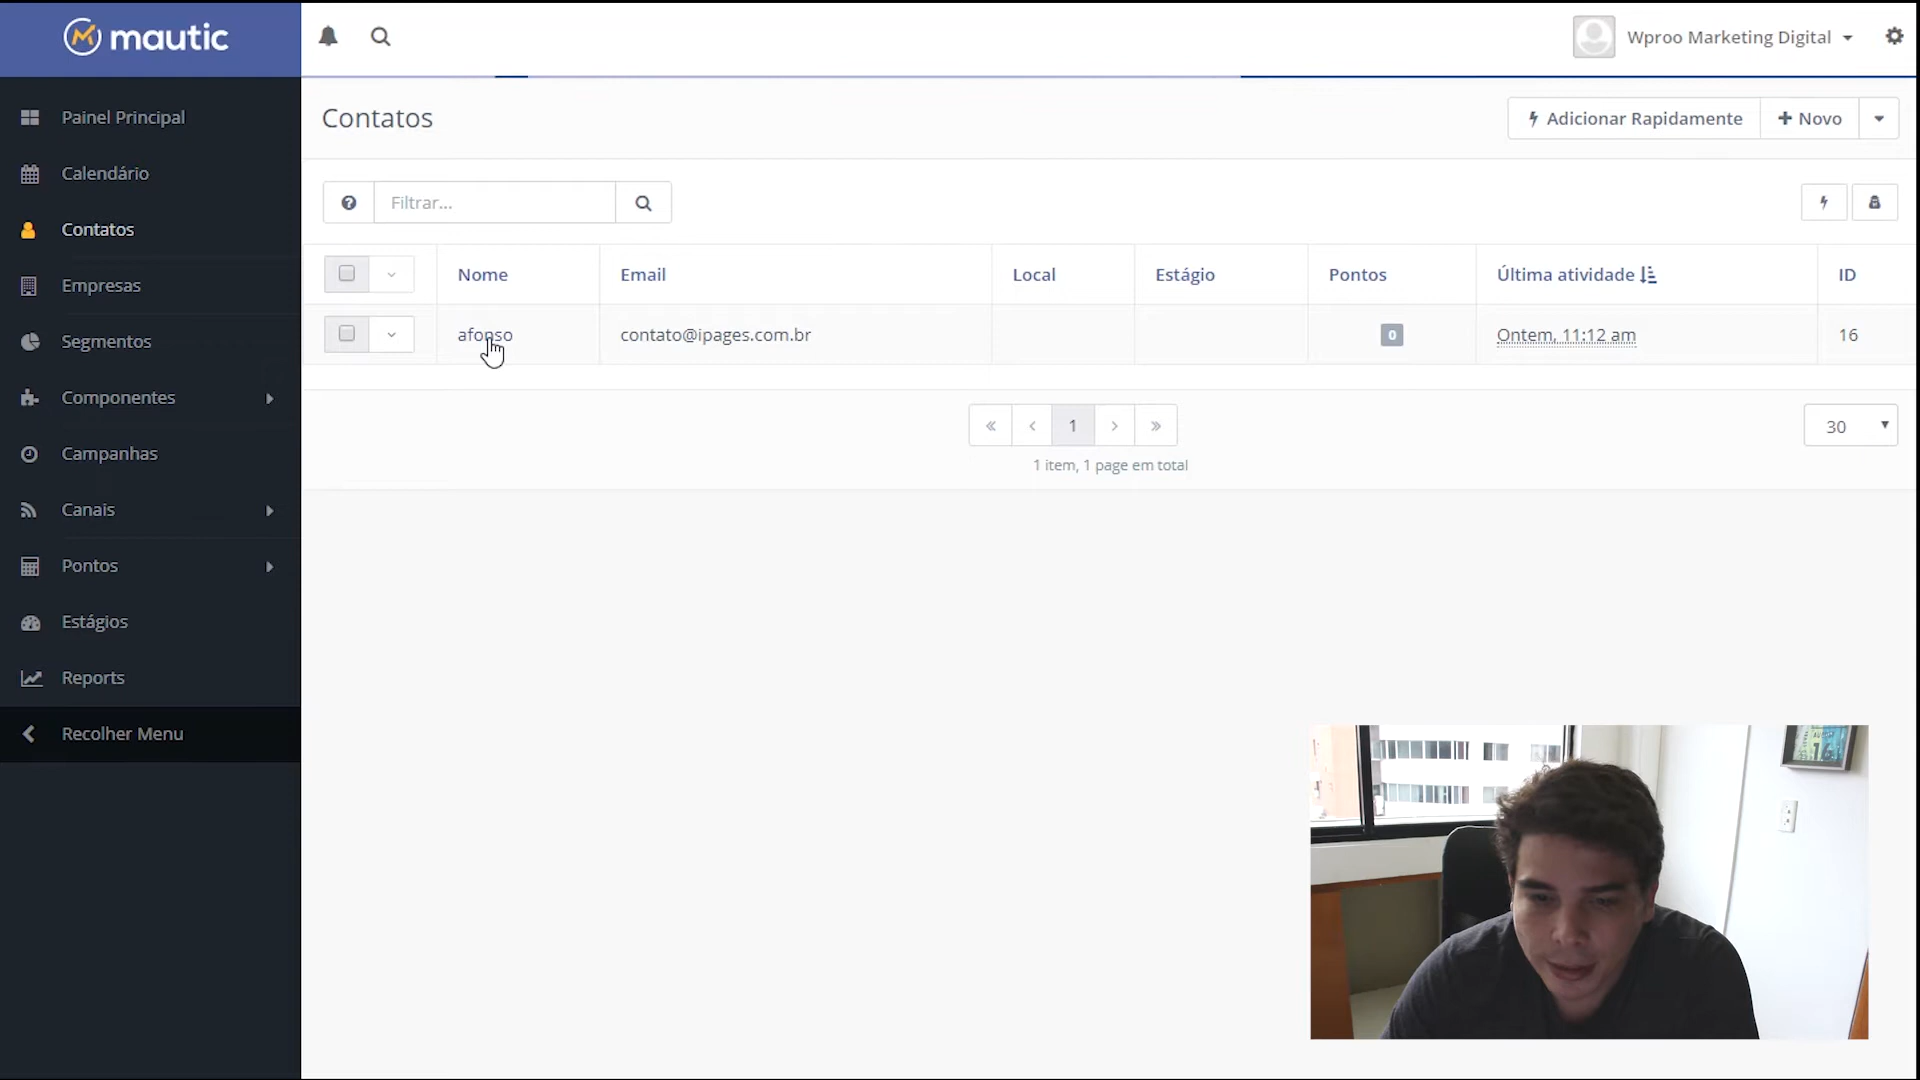 mautic
Wproo Marketing Digital
Painel Principal
Calendário
Contatos
Empresas
Segmentos
Componentes
Campanhas
Canais
Pontos
Estágios
Reports
Recolher Menu
Contatos
Adicionar Rapidamente
Novo
Filtrar...
Nome Email Local Estágio Pontos Última atividade ID
afonso contato@ipages.com.br 0 Ontem, 11:12 am 16
« ‹ 1 › »
30
1 item, 1 page em total